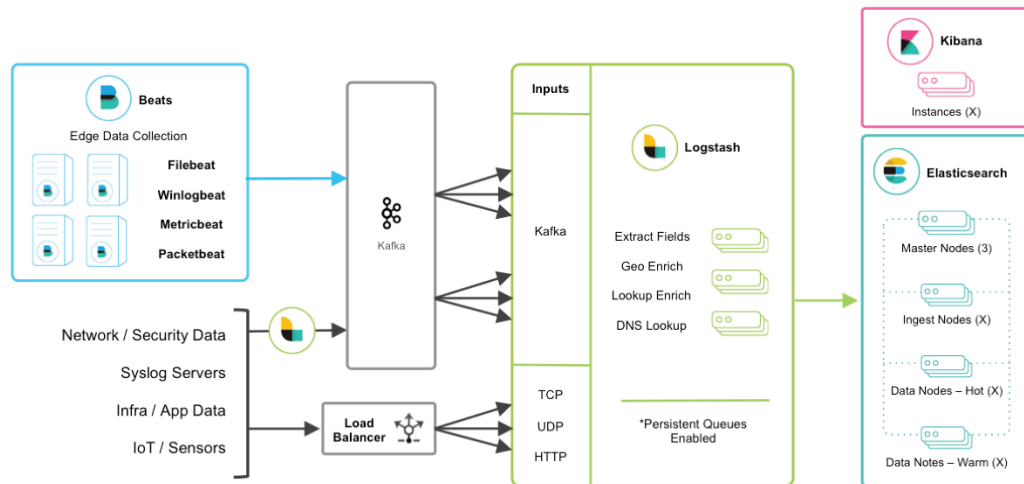 Beats
Edge Data Collection
Filebeat
Winlogbeat
Metricbeat
Packetbeat
Network / Security Data
Syslog Servers
Infra / App Data
IoT / Sensors
Kafka
Load
Balancer
Inputs
Kafka
TCP
UDP
HTTP
Logstash
Extract Fields
Geo Enrich
Lookup Enrich
DNS Lookup
*Persistent Queues
Enabled
Kibana
Instances (X)
Elasticsearch
Master Nodes (3)
Ingest Nodes (X)
Data Nodes – Hot (X)
Data Notes – Warm (X)